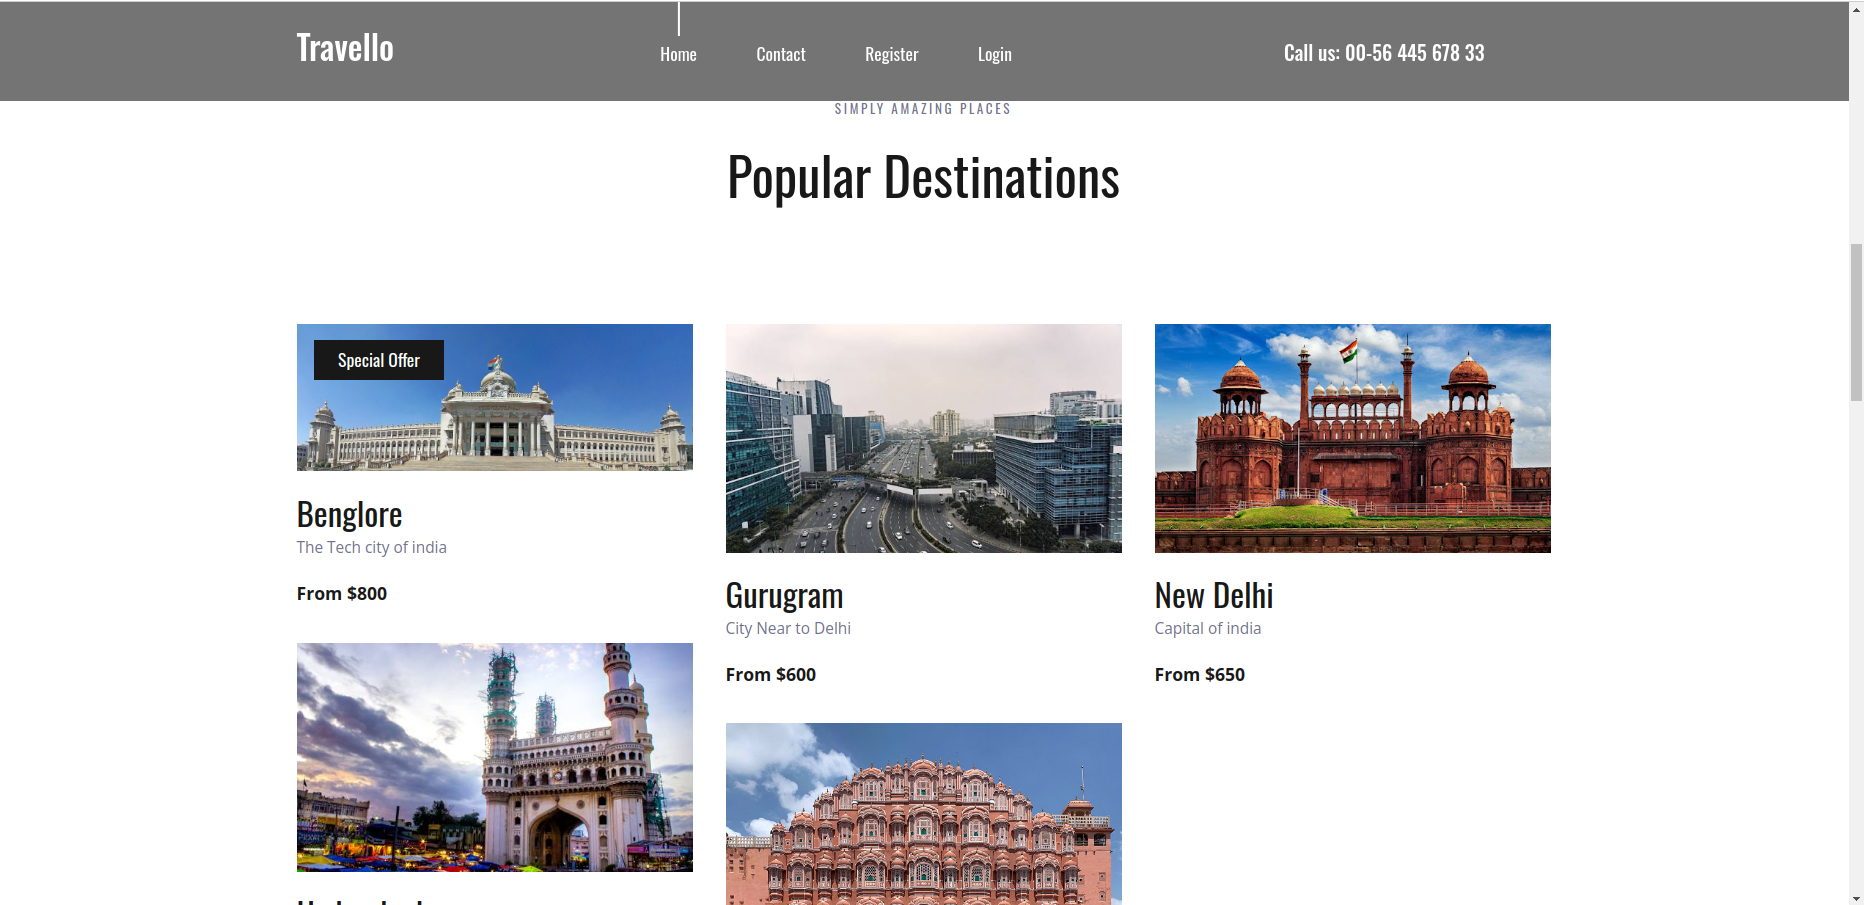 Travello
Home
Contact
Register
Login
Call us: 00-56 445 678 33
SIMPLY AMAZING PLACES
Popular Destinations
Special Offer
Benglore
The Tech city of india
From $800
Gurugram
City Near to Delhi
From $600
New Delhi
Capital of india
From $650